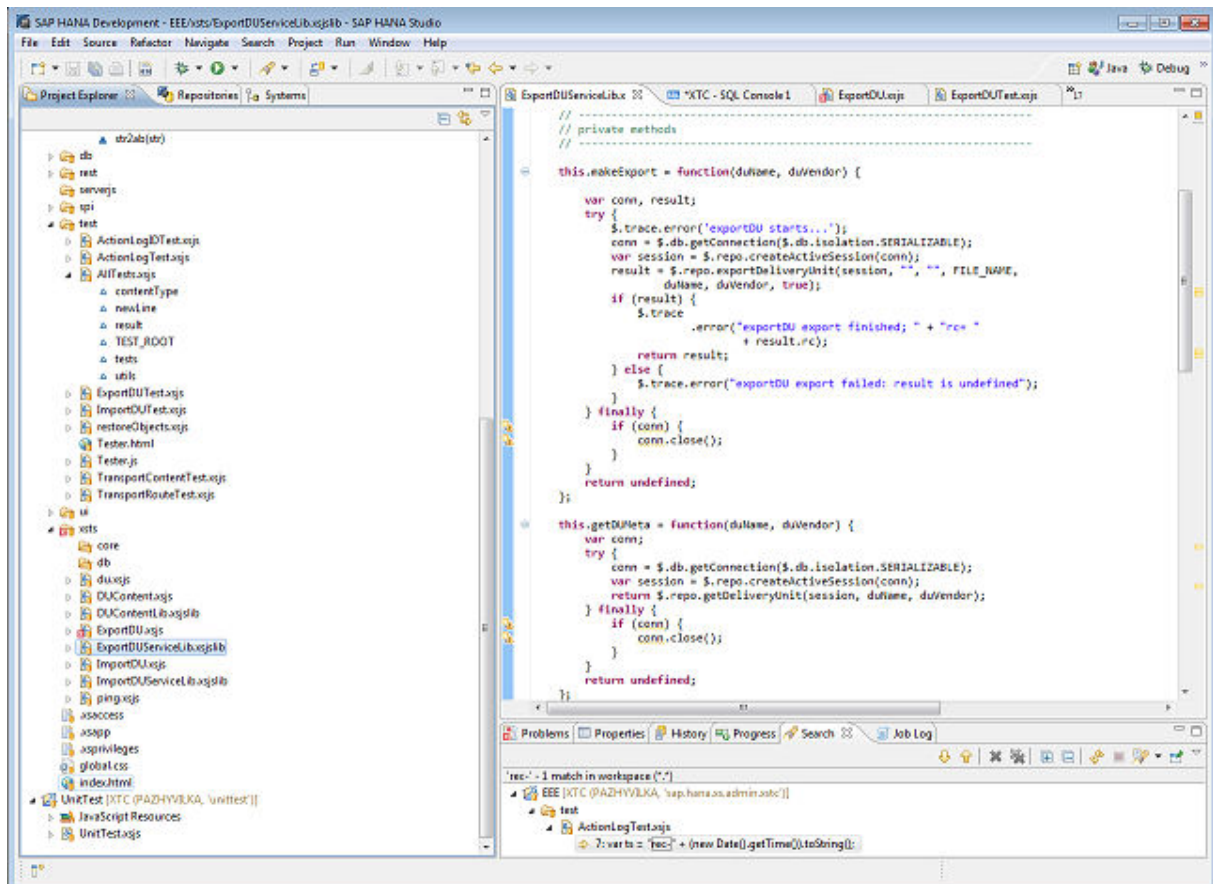 SAP HANA Development - EEE/xsts/ExportDUServiceLib.xsjslib - SAP HANA Studio
File Edit Source Refactor Navigate Search Project Run Window Help
Java Debug
Project Explorer Repositories Systems
str2ab(str)
db
rest
serverjs
spi
test
ActionLogIDTest.xsjs
ActionLogTest.xsjs
AllTests.xsjs
contentType
newLine
result
TEST_ROOT
tests
utils
ExportDUTest.xsjs
ImportDUTest.xsjs
restoreObjects.xsjs
Tester.html
Tester.js
TransportContentTest.xsjs
TransportRouteTest.xsjs
ui
xsts
core
db
du.xsjs
DUContent.xsjs
DUContentLib.xsjslib
ExportDU.xsjs
ExportDUServiceLib.xsjslib
ImportDU.xsjs
ImportDUServiceLib.xsjslib
ping.xsjs
.xsaccess
.xsapp
.xsprivileges
global.css
index.html
UnitTest [XTC (PAZHYVILKA, 'unittest')]
JavaScript Resources
UnitTest.xsjs
ExportDUServiceLib.x *XTC - SQL Console 1 ExportDU.xsjs ExportDUTest.xsjs »17
// ----------------------------------------------------------------------
// private methods
// ----------------------------------------------------------------------
this.makeExport = function(duName, duVendor) {
var conn, result;
try {
$.trace.error('exportDU starts...');
conn = $.db.getConnection($.db.isolation.SERIALIZABLE);
var session = $.repo.createActiveSession(conn);
result = $.repo.exportDeliveryUnit(session, "", "", FILE_NAME,
duName, duVendor, true);
if (result) {
$.trace
.error("exportDU export finished; " + "rc= "
+ result.rc);
return result;
} else {
$.trace.error("exportDU export failed: result is undefined");
}
} finally {
if (conn) {
conn.close();
}
}
return undefined;
};
this.getDUMeta = function(duName, duVendor) {
var conn;
try {
conn = $.db.getConnection($.db.isolation.SERIALIZABLE);
var session = $.repo.createActiveSession(conn);
return $.repo.getDeliveryUnit(session, duName, duVendor);
} finally {
if (conn) {
conn.close();
}
}
return undefined;
};
Problems Properties History Progress Search Job Log
'rec-' - 1 match in workspace (*.*)
EEE [XTC (PAZHYVILKA, 'sap.hana.xs.admin.xstc')]
test
ActionLogTest.xsjs
7: var ts = "rec-" + (new Date().getTime()).toString();